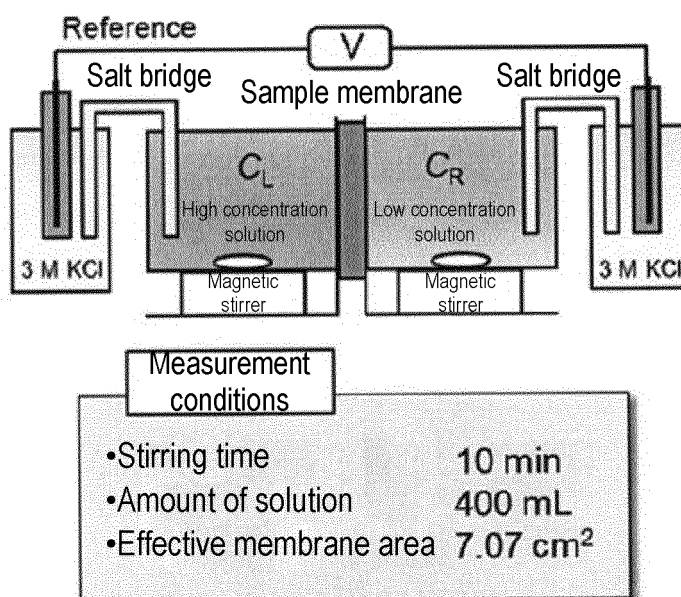 Reference
V
Salt bridge
Sample membrane
Salt bridge
CL
CR
High concentration
solution
Low concentration
solution
3 M KCl
Magnetic
stirrer
Magnetic
stirrer
3 M KCl
Measurement
conditions
•Stirring time 10 min
•Amount of solution 400 mL
•Effective membrane area 7.07 cm²